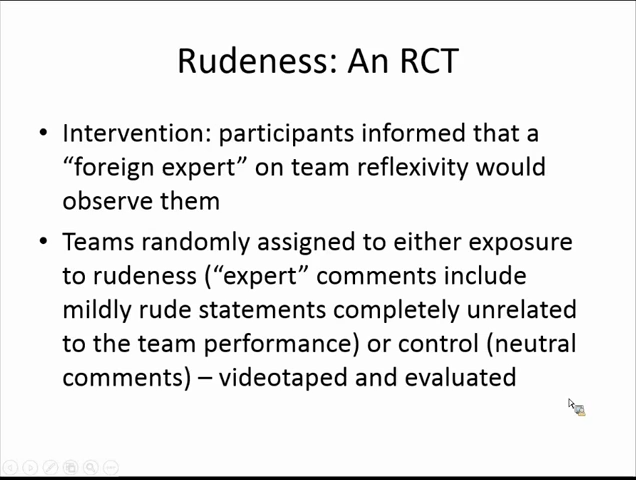 Rudeness: An RCT
• Intervention: participants informed that a
“foreign expert” on team reflexivity would
observe them
• Teams randomly assigned to either exposure
to rudeness (“expert” comments include
mildly rude statements completely unrelated
to the team performance) or control (neutral
comments) – videotaped and evaluated